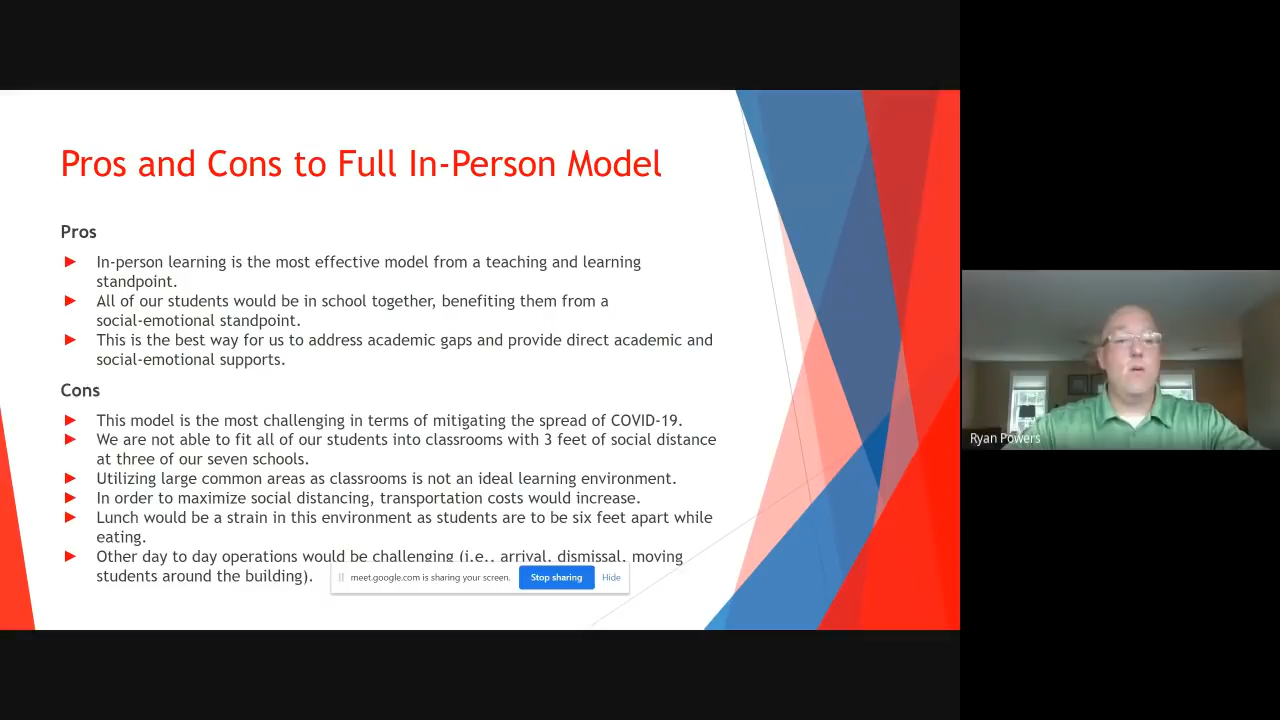 Pros and Cons to Full In-Person Model
Pros
In-person learning is the most effective model from a teaching and learning
standpoint.
All of our students would be in school together, benefiting them from a
social-emotional standpoint.
This is the best way for us to address academic gaps and provide direct academic and
social-emotional supports.
Cons
This model is the most challenging in terms of mitigating the spread of COVID-19.
We are not able to fit all of our students into classrooms with 3 feet of social distance
at three of our seven schools.
Utilizing large common areas as classrooms is not an ideal learning environment.
In order to maximize social distancing, transportation costs would increase.
Lunch would be a strain in this environment as students are to be six feet apart while
eating.
Other day to day operations would be challenging (i.e., arrival, dismissal, moving
students around the building).
meet.google.com is sharing your screen.
Stop sharing
Hide
Ryan Powers